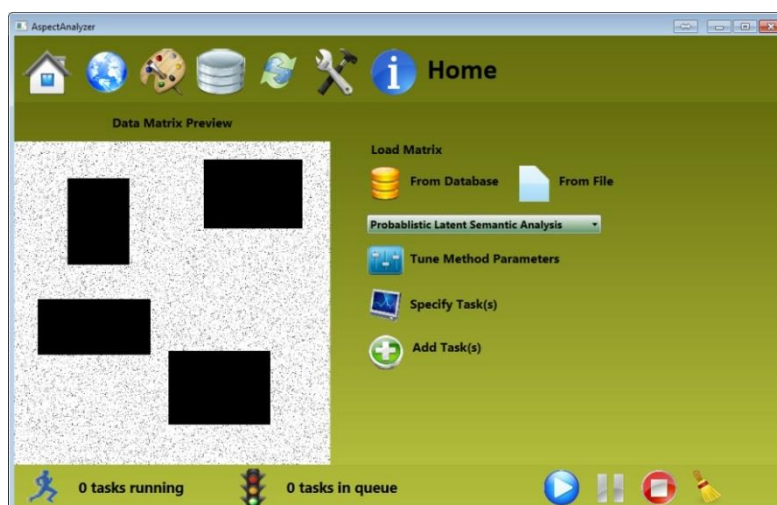 AspectAnalyzer
Home
Data Matrix Preview
Load Matrix
From Database From File
Probablistic Latent Semantic Analysis
Tune Method Parameters
Specify Task(s)
Add Task(s)
0 tasks running 0 tasks in queue